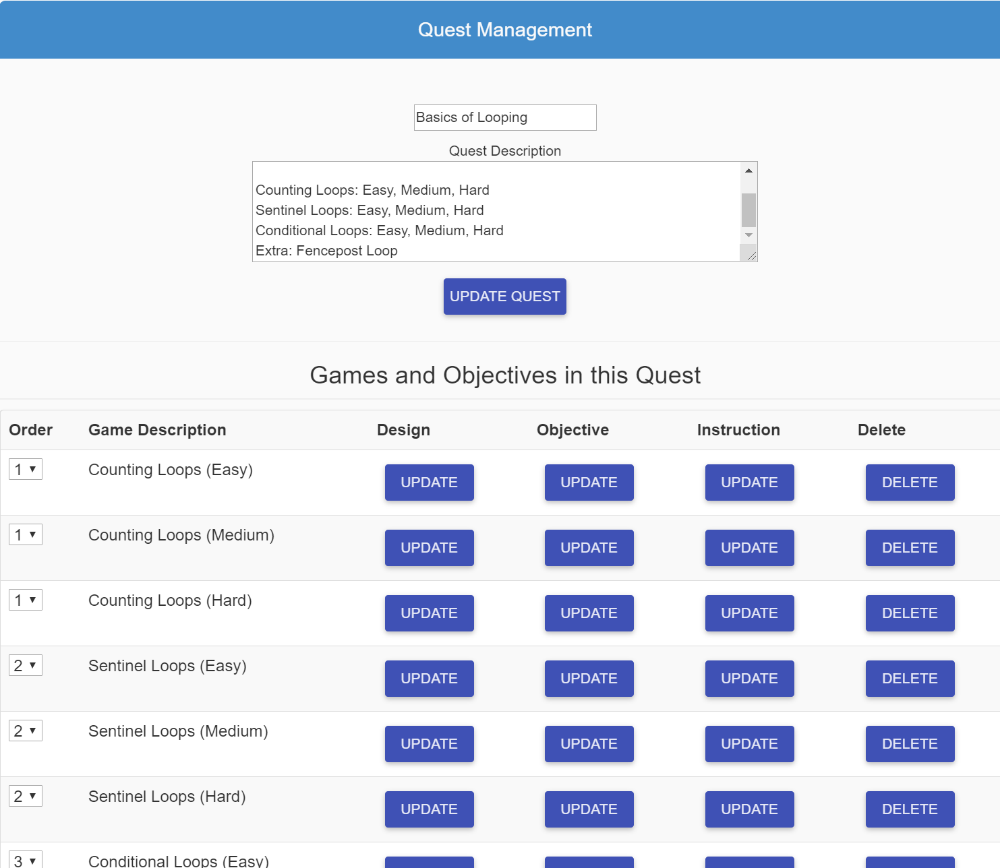 Quest Management
Basics of Looping
Quest Description
Counting Loops: Easy, Medium, Hard
Sentinel Loops: Easy, Medium, Hard
Conditional Loops: Easy, Medium, Hard
Extra: Fencepost Loop
UPDATE QUEST
Games and Objectives in this Quest
Order Game Description Design Objective Instruction Delete
1 Counting Loops (Easy) UPDATE UPDATE UPDATE DELETE
1 Counting Loops (Medium) UPDATE UPDATE UPDATE DELETE
1 Counting Loops (Hard) UPDATE UPDATE UPDATE DELETE
2 Sentinel Loops (Easy) UPDATE UPDATE UPDATE DELETE
2 Sentinel Loops (Medium) UPDATE UPDATE UPDATE DELETE
2 Sentinel Loops (Hard) UPDATE UPDATE UPDATE DELETE
3 Conditional Loops (Easy)